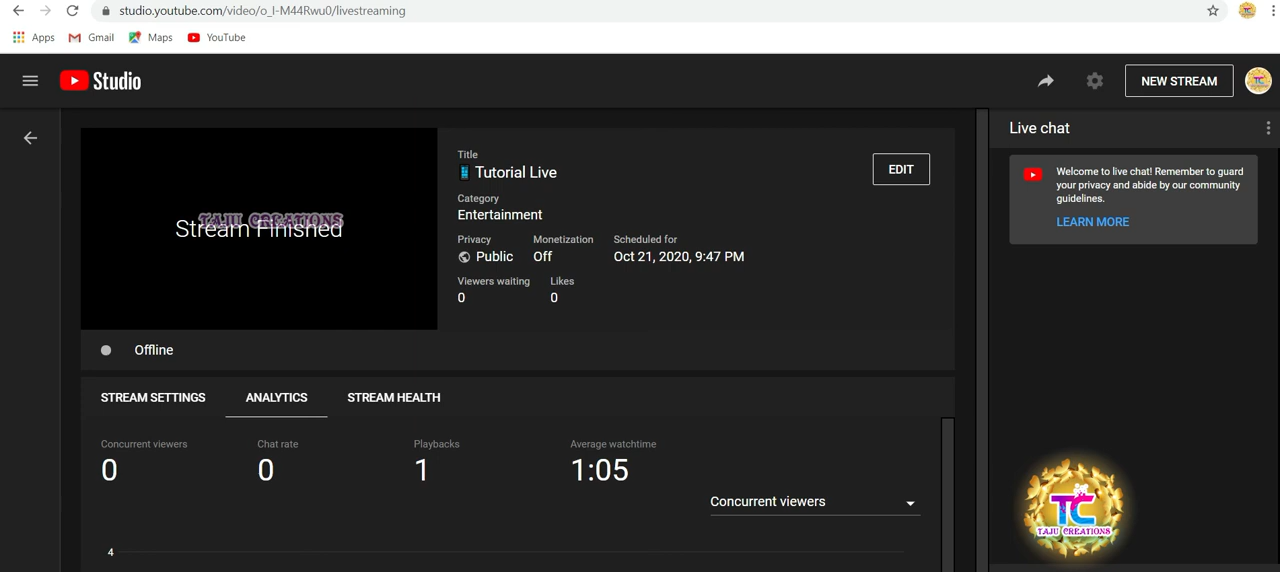 studio.youtube.com/video/o_I-M44Rwu0/livestreaming
Apps Gmail Maps YouTube
Studio
NEW STREAM
TC
Title
Tutorial Live
EDIT
Category
Entertainment
Privacy Monetization Scheduled for
Public Off Oct 21, 2020, 9:47 PM
Viewers waiting Likes
0 0
TAJU CREATIONS
Stream Finished
Offline
STREAM SETTINGS ANALYTICS STREAM HEALTH
Concurrent viewers Chat rate Playbacks Average watchtime
0 0 1 1:05
Concurrent viewers
4
Live chat
Welcome to live chat! Remember to guard
your privacy and abide by our community
guidelines.
LEARN MORE
TC
TAJU CREATIONS